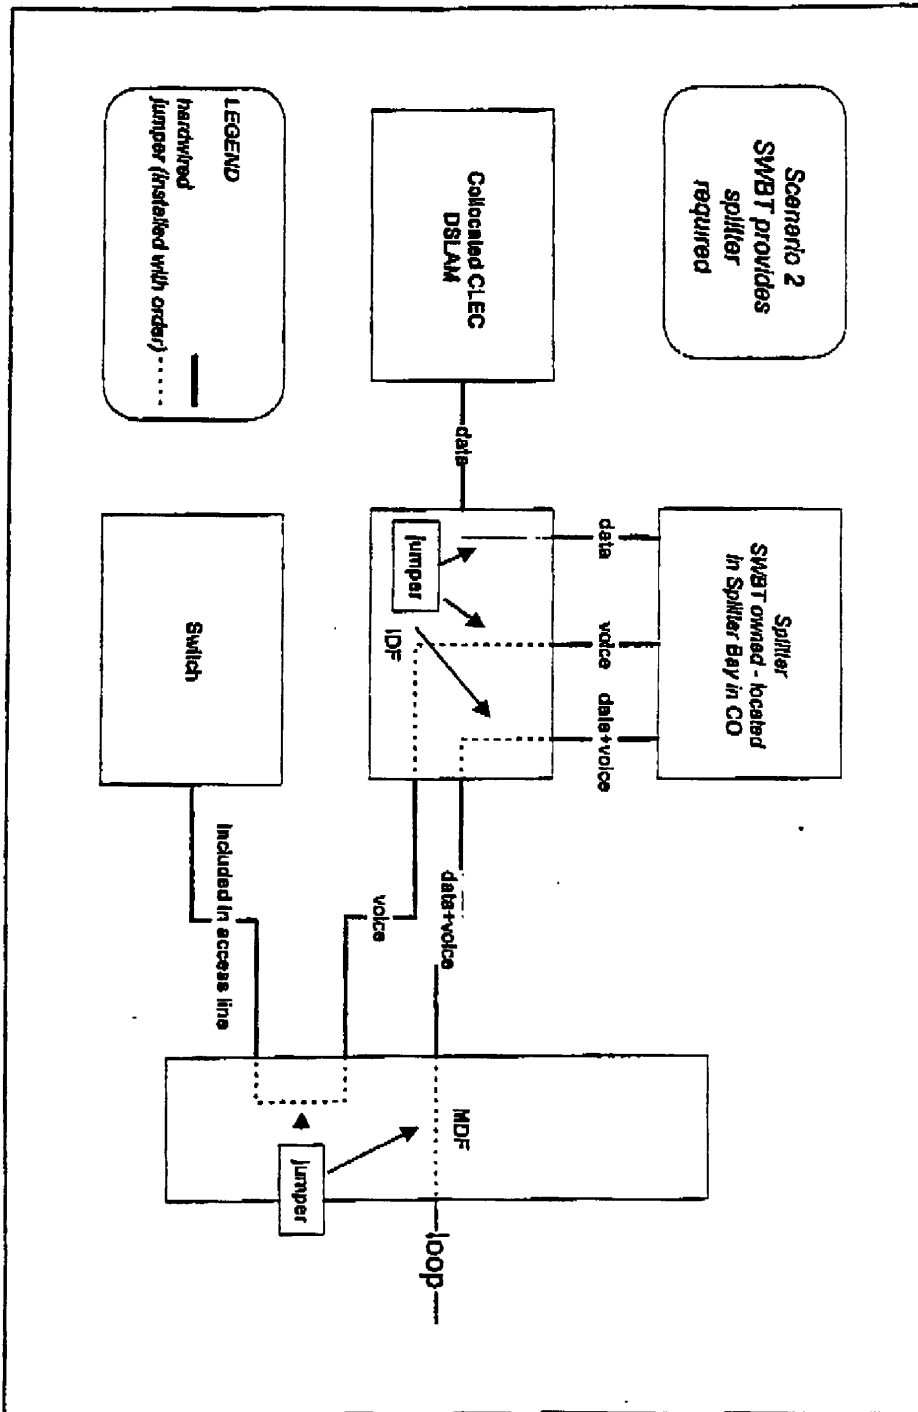 Scenario 2
SWBT provides
splitter
required
Splitter
SWBT owned - located
in Splitter Bay in CO
data
voice
data+voice
Collocated CLEC
DSLAM
data
jumper
IDF
data+voice
voice
MDF
loop
jumper
LEGEND
hardwired
jumper (installed with order)
Switch
Included in access line